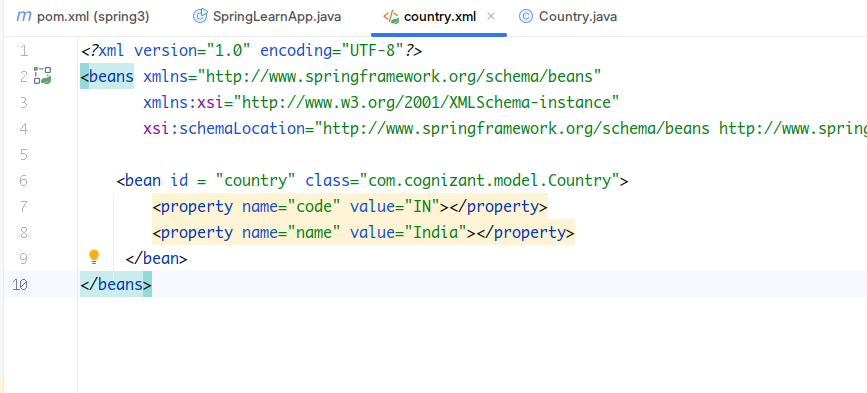 pom.xml (spring3) SpringLearnApp.java country.xml Country.java
1 <?xml version="1.0" encoding="UTF-8"?>
2 <beans xmlns="http://www.springframework.org/schema/beans"
3 xmlns:xsi="http://www.w3.org/2001/XMLSchema-instance"
4 xsi:schemaLocation="http://www.springframework.org/schema/beans http://www.spring
5
6 <bean id = "country" class="com.cognizant.model.Country">
7 <property name="code" value="IN"></property>
8 <property name="name" value="India"></property>
9 </bean>
10 </beans>